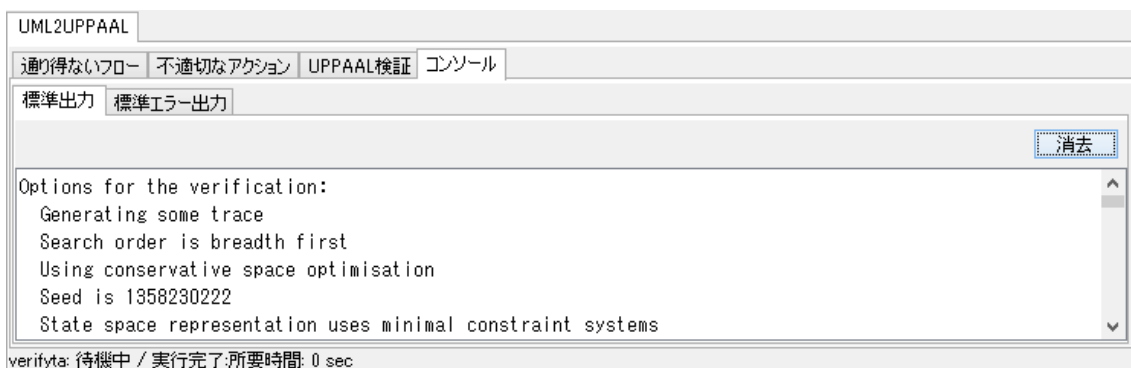 UML2UPPAAL
通り得ないフロー 不適切なアクション UPPAAL検証 コンソール
標準出力 標準エラー出力
消去
Options for the verification:
Generating some trace
Search order is breadth first
Using conservative space optimisation
Seed is 1358230222
State space representation uses minimal constraint systems
verifyta: 待機中 / 実行完了:所要時間: 0 sec